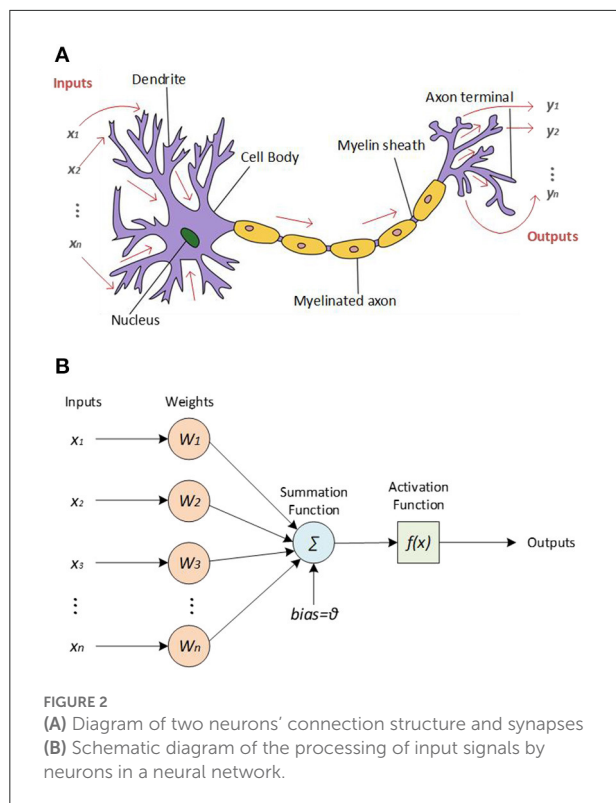 A
Inputs
Dendrite
Axon terminal
y1
x1
y2
Myelin sheath
Cell Body
x2
⋮
...
yn
xn
Outputs
Nucleus
Myelinated axon
B
Inputs Weights
x1 W1
Summation Function
Activation Function
x2 W2
Σ f(x) Outputs
x3 W3
⋮ ⋮
bias=ϑ
xn Wn
FIGURE 2
(A) Diagram of two neurons’ connection structure and synapses
(B) Schematic diagram of the processing of input signals by
neurons in a neural network.